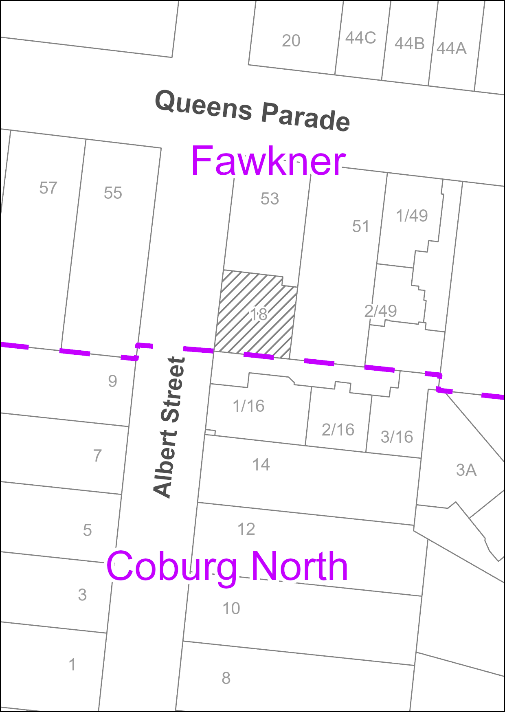 20
44C
44B
44A
Queens Parade
Fawkner
57
55
53
51
1/49
18
2/49
9
1/16
2/16
3/16
Albert Street
7
14
3A
5
12
Coburg North
3
10
1
8